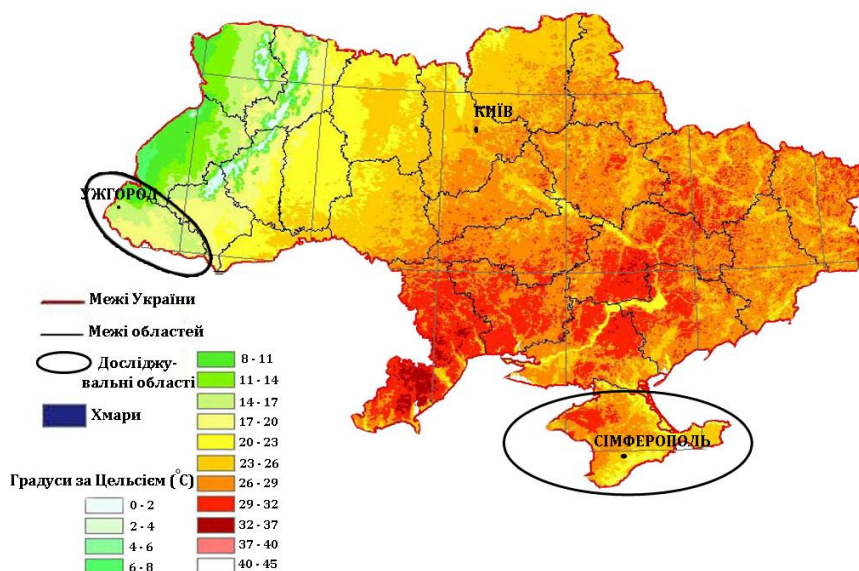 КИЇВ
УЖГОРОД
СІМФЕРОПОЛЬ
Межі України
Межі областей
Досліджу-
вальні області
Хмари
Градуси за Цельсієм (°С)
0 - 2
2 - 4
4 - 6
6 - 8
8 - 11
11 - 14
14 - 17
17 - 20
20 - 23
23 - 26
26 - 29
29 - 32
32 - 37
37 - 40
40 - 45